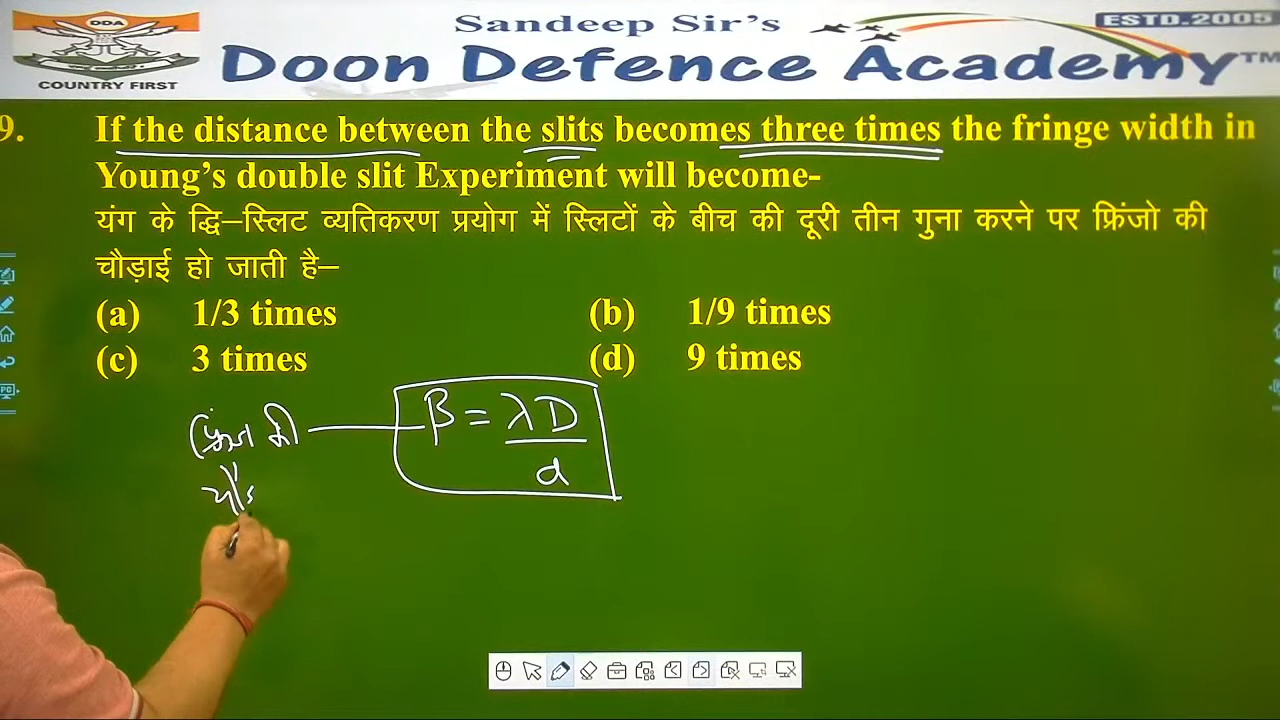 Sandeep Sir's
ESTD.2005
DDA
Doon Defence Academy™
COUNTRY FIRST
9. If the distance between the slits becomes three times the fringe width in
Young's double slit Experiment will become-
यंग के द्वि–स्लिट व्यतिकरण प्रयोग में स्लिटों के बीच की दूरी तीन गुना करने पर फ्रिंजो की
चौड़ाई हो जाती है–
(a) 1/3 times (b) 1/9 times
(c) 3 times (d) 9 times
β = λD
d